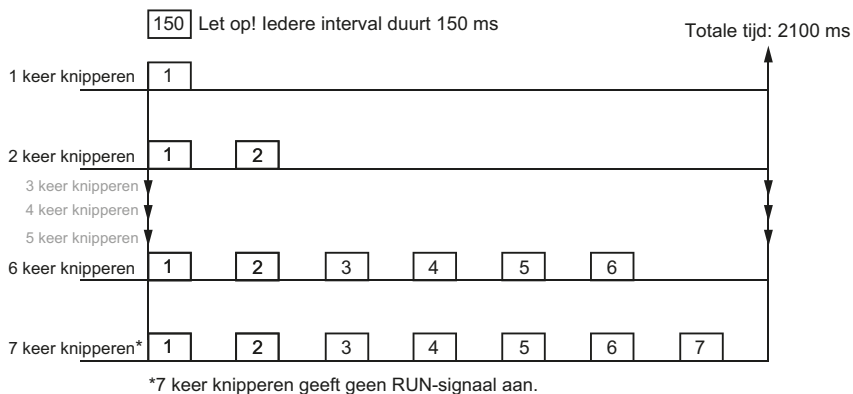 150 Let op! Iedere interval duurt 150 ms
Totale tijd: 2100 ms
1 keer knipperen 1
2 keer knipperen 1 2
3 keer knipperen
4 keer knipperen
5 keer knipperen
6 keer knipperen 1 2 3 4 5 6
7 keer knipperen* 1 2 3 4 5 6 7
*7 keer knipperen geeft geen RUN-signaal aan.